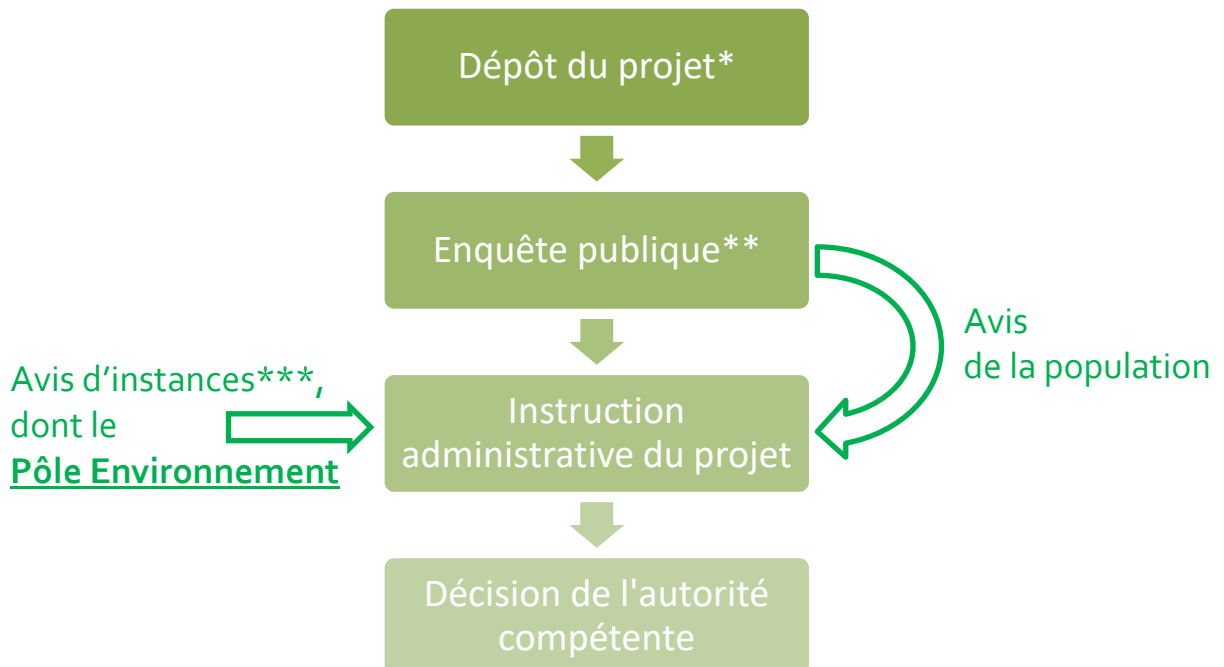 Dépôt du projet*
Enquête publique**
Avis
de la population
Avis d’instances***,
dont le
Pôle Environnement
Instruction
administrative du projet
Décision de l'autorité
compétente